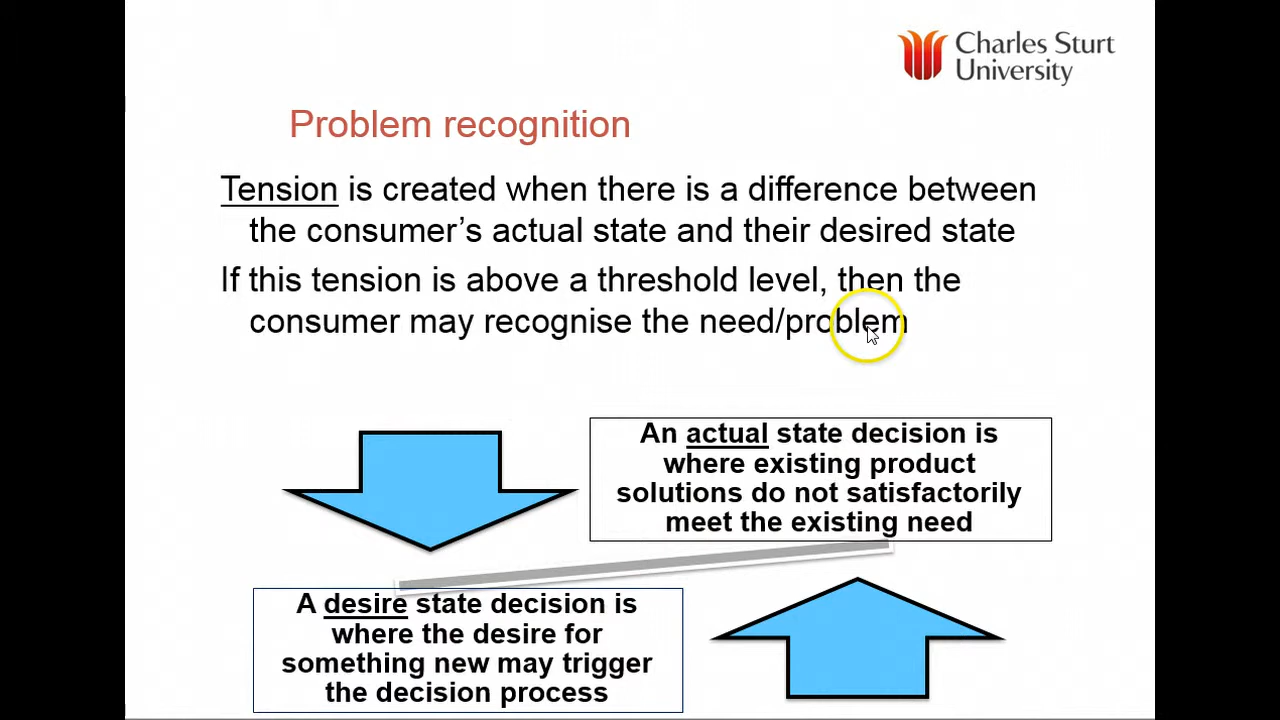 Charles Sturt
University
Problem recognition
Tension is created when there is a difference between
the consumer’s actual state and their desired state
If this tension is above a threshold level, then the
consumer may recognise the need/problem
An actual state decision is
where existing product
solutions do not satisfactorily
meet the existing need
A desire state decision is
where the desire for
something new may trigger
the decision process